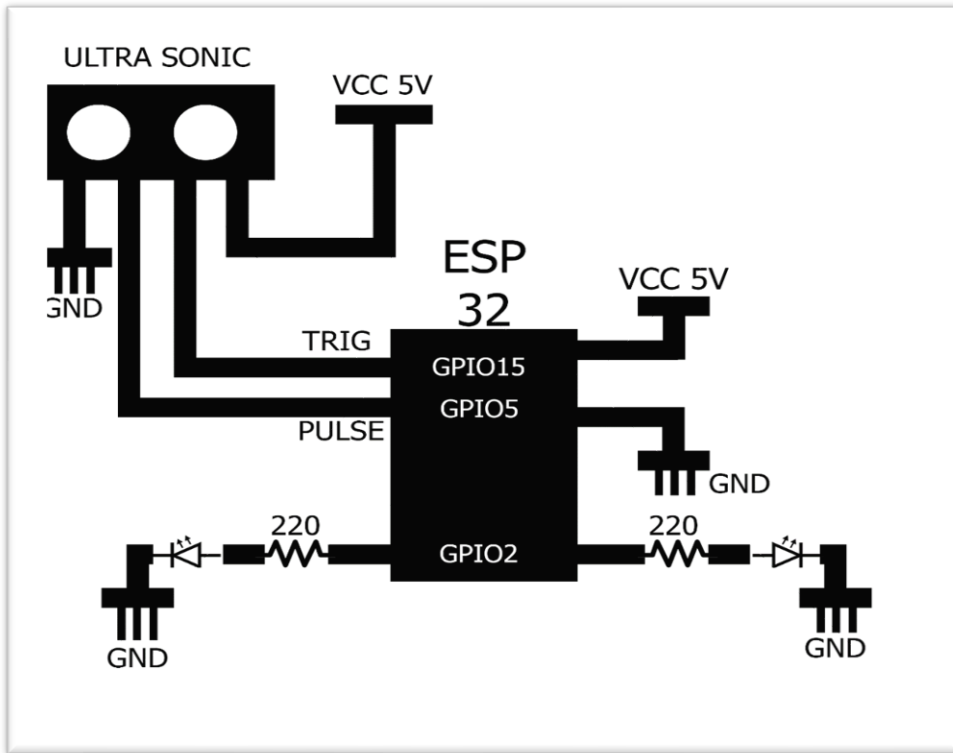 ULTRA SONIC
VCC 5V
ESP
32
VCC 5V
GND
TRIG
GPIO15
GPIO5
PULSE
GND
220
220
GPIO2
GND
GND